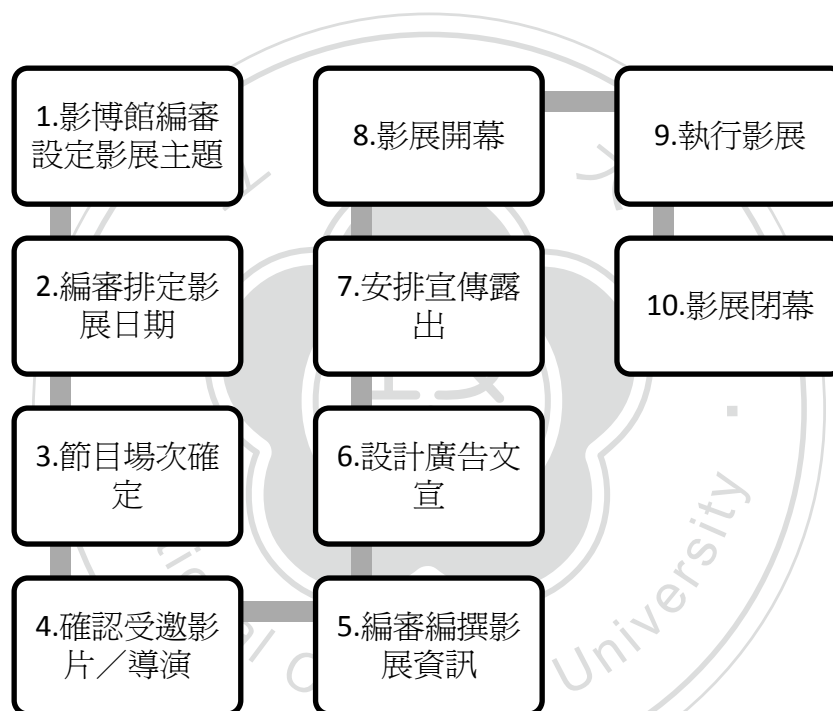 1.影博館編審
設定影展主題
2.編審排定影
展日期
3.節目場次確
定
4.確認受邀影
片／導演
5.編審編撰影
展資訊
6.設計廣告文
宣
7.安排宣傳露
出
8.影展開幕
9.執行影展
10.影展閉幕
University